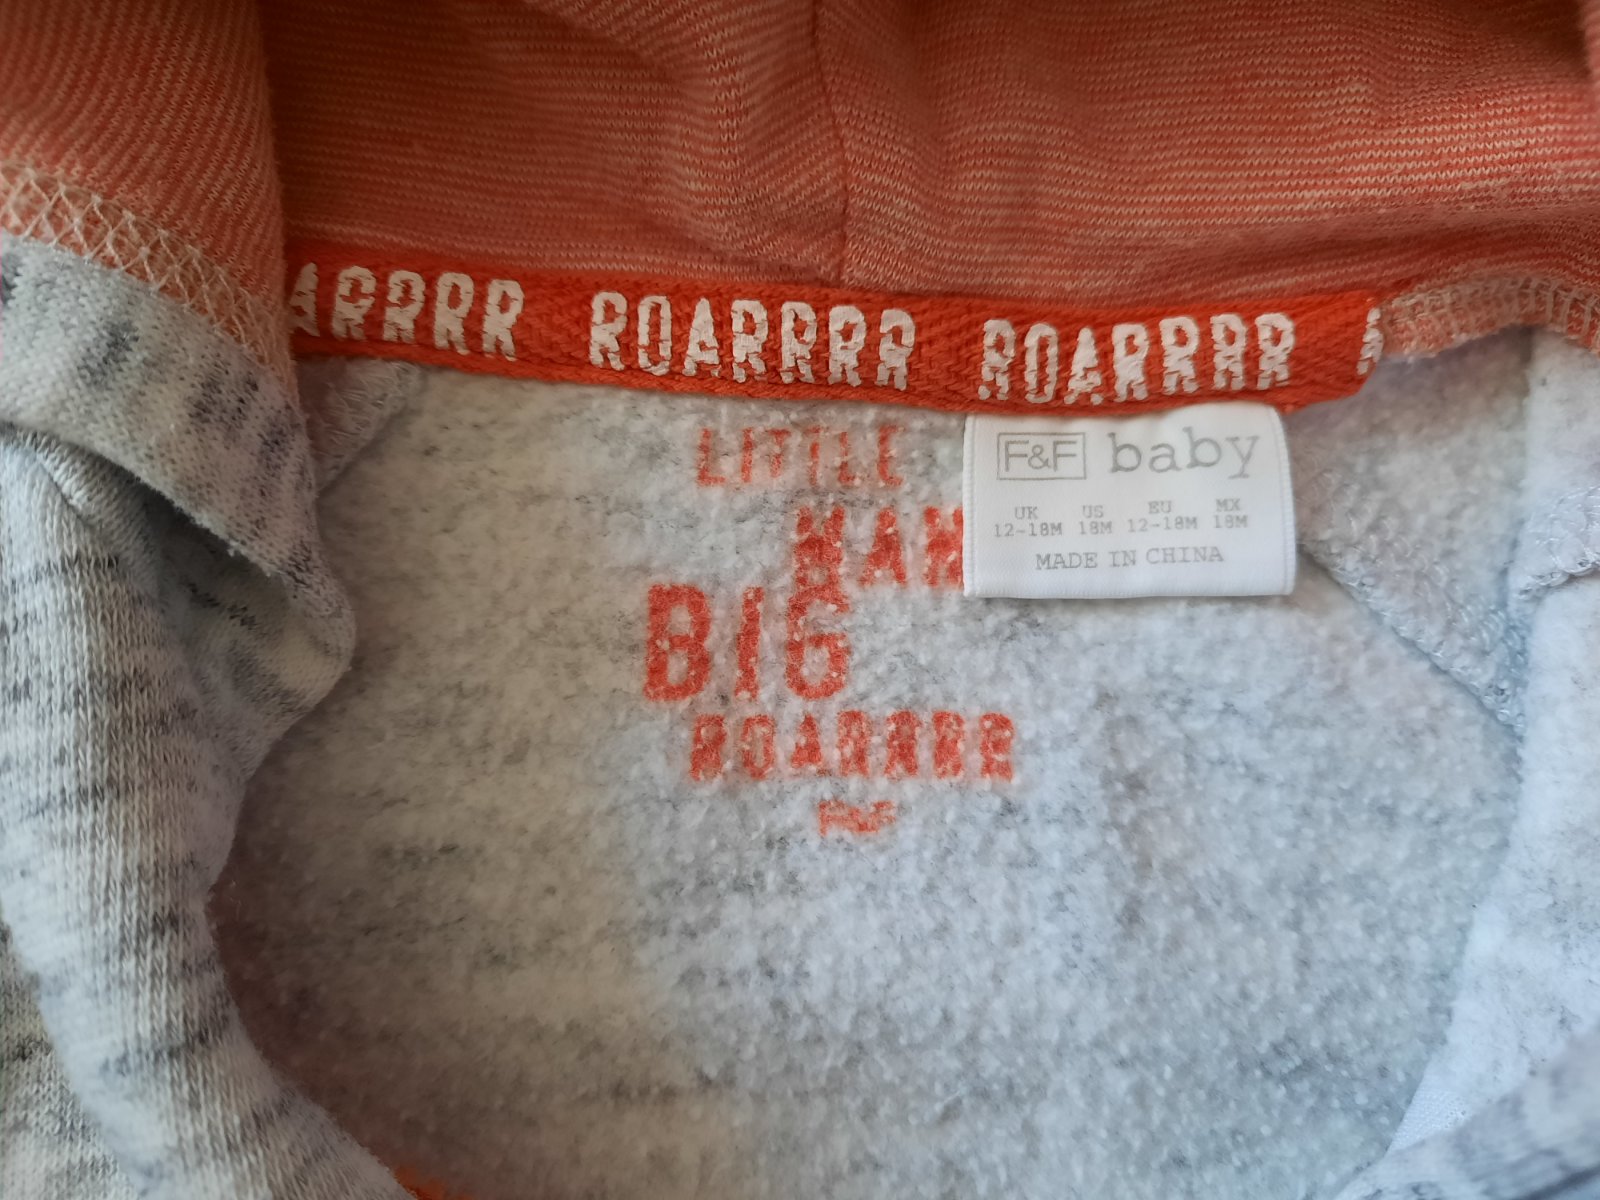 ARRRR ROARRRR ROARRRR
LITTLE
MAN
BIG
ROARRRR
F&F
F&F baby
UK US EU MX
12-18M 18M 12-18M 18M
MADE IN CHINA